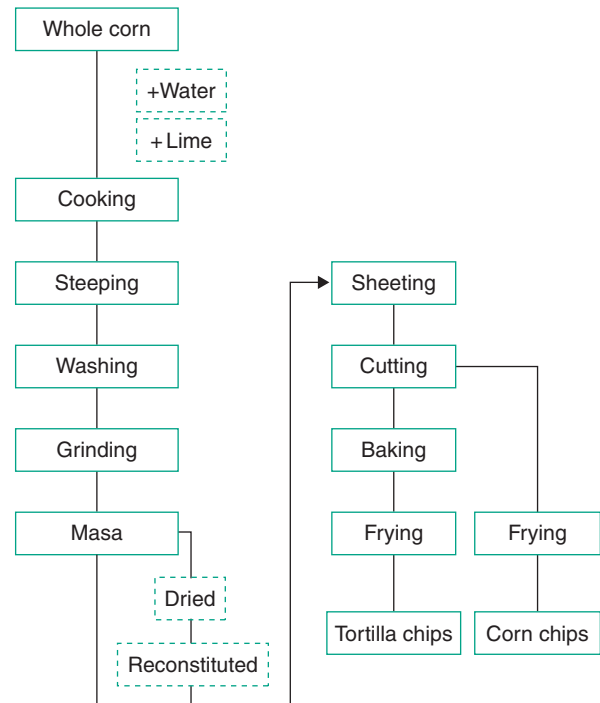 Whole corn
+Water
+Lime
Cooking
Steeping
Washing
Grinding
Masa
Dried
Reconstituted
Sheeting
Cutting
Baking
Frying
Frying
Tortilla chips
Corn chips